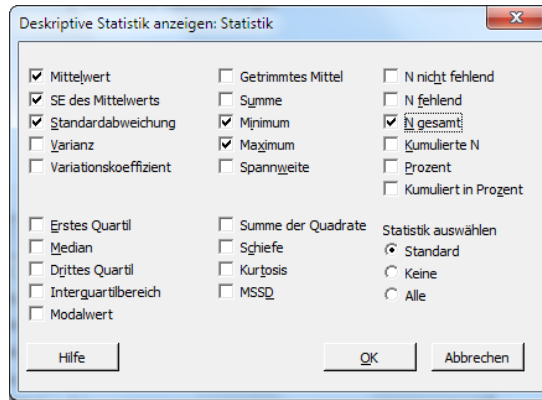 Deskriptive Statistik anzeigen: Statistik
Mittelwert
Getrimmtes Mittel
N nicht fehlend
SE des Mittelwerts
Summe
N fehlend
Standardabweichung
Minimum
N gesamt
Varianz
Maximum
Kumulierte N
Variationskoeffizient
Spannweite
Prozent
Kumuliert in Prozent
Erstes Quartil
Summe der Quadrate
Statistik auswählen
Median
Schiefe
Standard
Drittes Quartil
Kurtosis
Keine
Interquartilbereich
MSSD
Alle
Modalwert
Hilfe
OK
Abbrechen